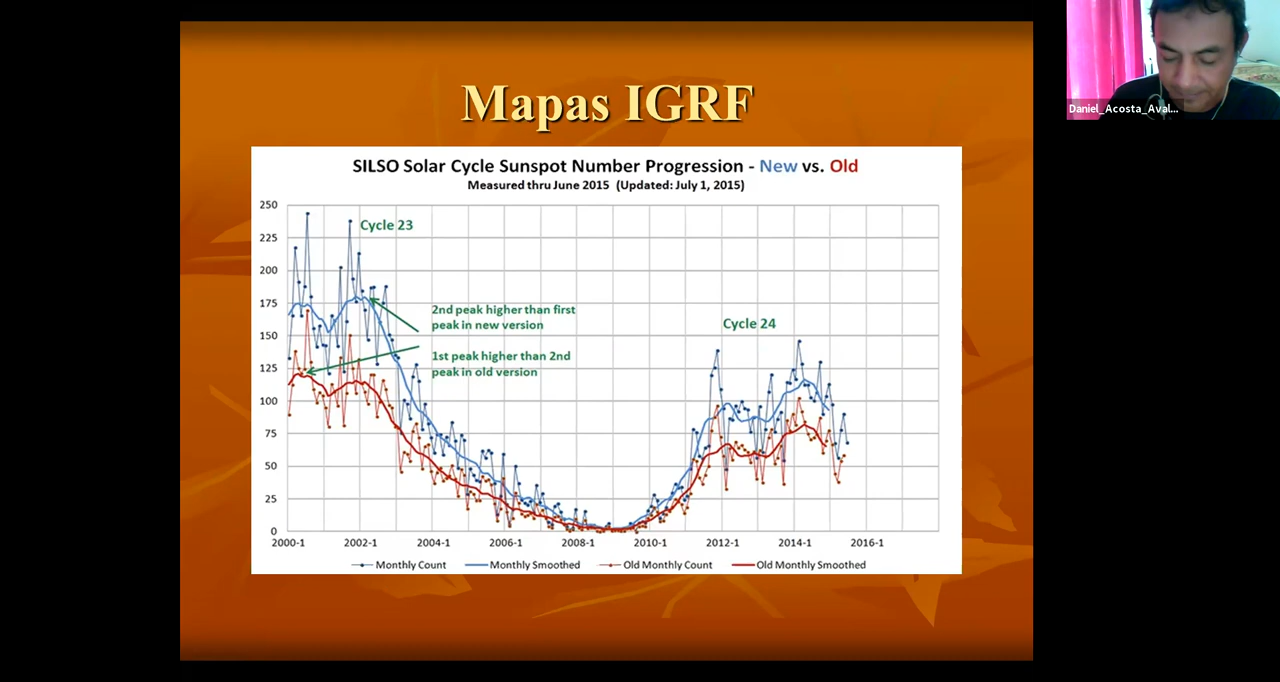 Mapas IGRF
Daniel_Acosta_Aval...
SILSO Solar Cycle Sunspot Number Progression - New vs. Old
Measured thru June 2015 (Updated: July 1, 2015)
250
225
200
175
150
125
100
75
50
25
0
Cycle 23
2nd peak higher than first
peak in new version
1st peak higher than 2nd
peak in old version
Cycle 24
2000-1 2002-1 2004-1 2006-1 2008-1 2010-1 2012-1 2014-1 2016-1
Monthly Count Monthly Smoothed Old Monthly Count Old Monthly Smoothed